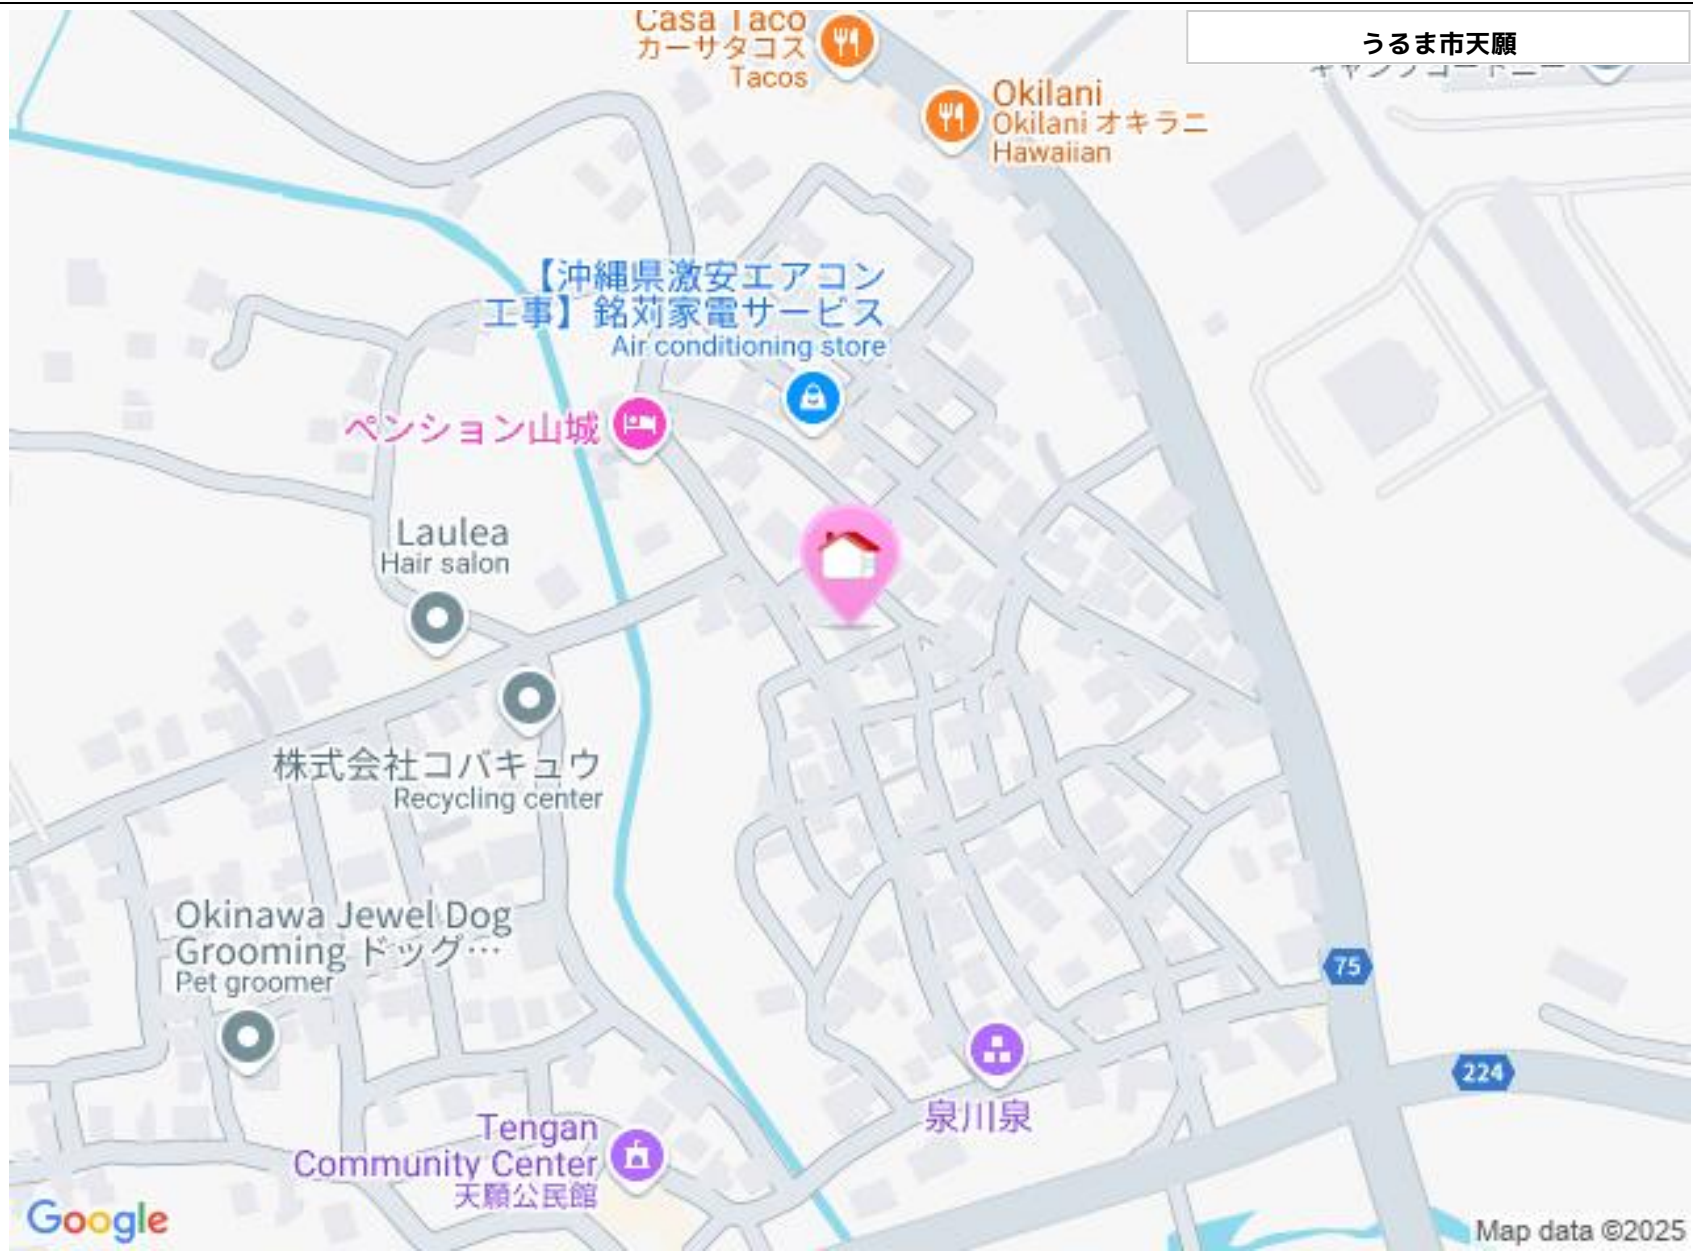 Casa Taco
カーサタコス
Tacos
うるま市天願
Okilani
Okilani オキラニ
Hawaiian
【沖縄県激安エアコン
工事】銘苅家電サービス
Air conditioning store
ペンション山城
Laulea
Hair salon
株式会社コバキュウ
Recycling center
Okinawa Jewel Dog
Grooming ドッグ…
Pet groomer
75
224
泉川泉
Tengan
Community Center
天願公民館
Google
Map data ©2025